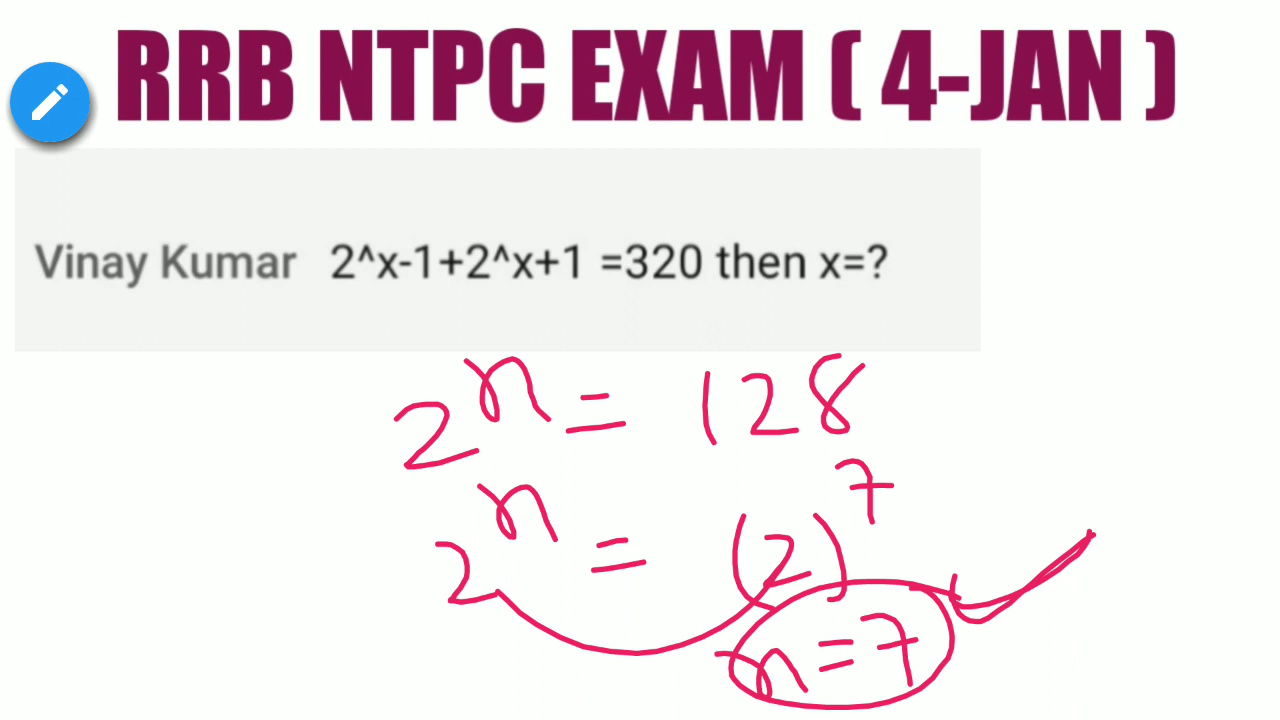 RRB NTPC EXAM ( 4-JAN )
Vinay Kumar 2^x-1+2^x+1 =320 then x=?
2^x = 128
2^x = (2)^7
x=7